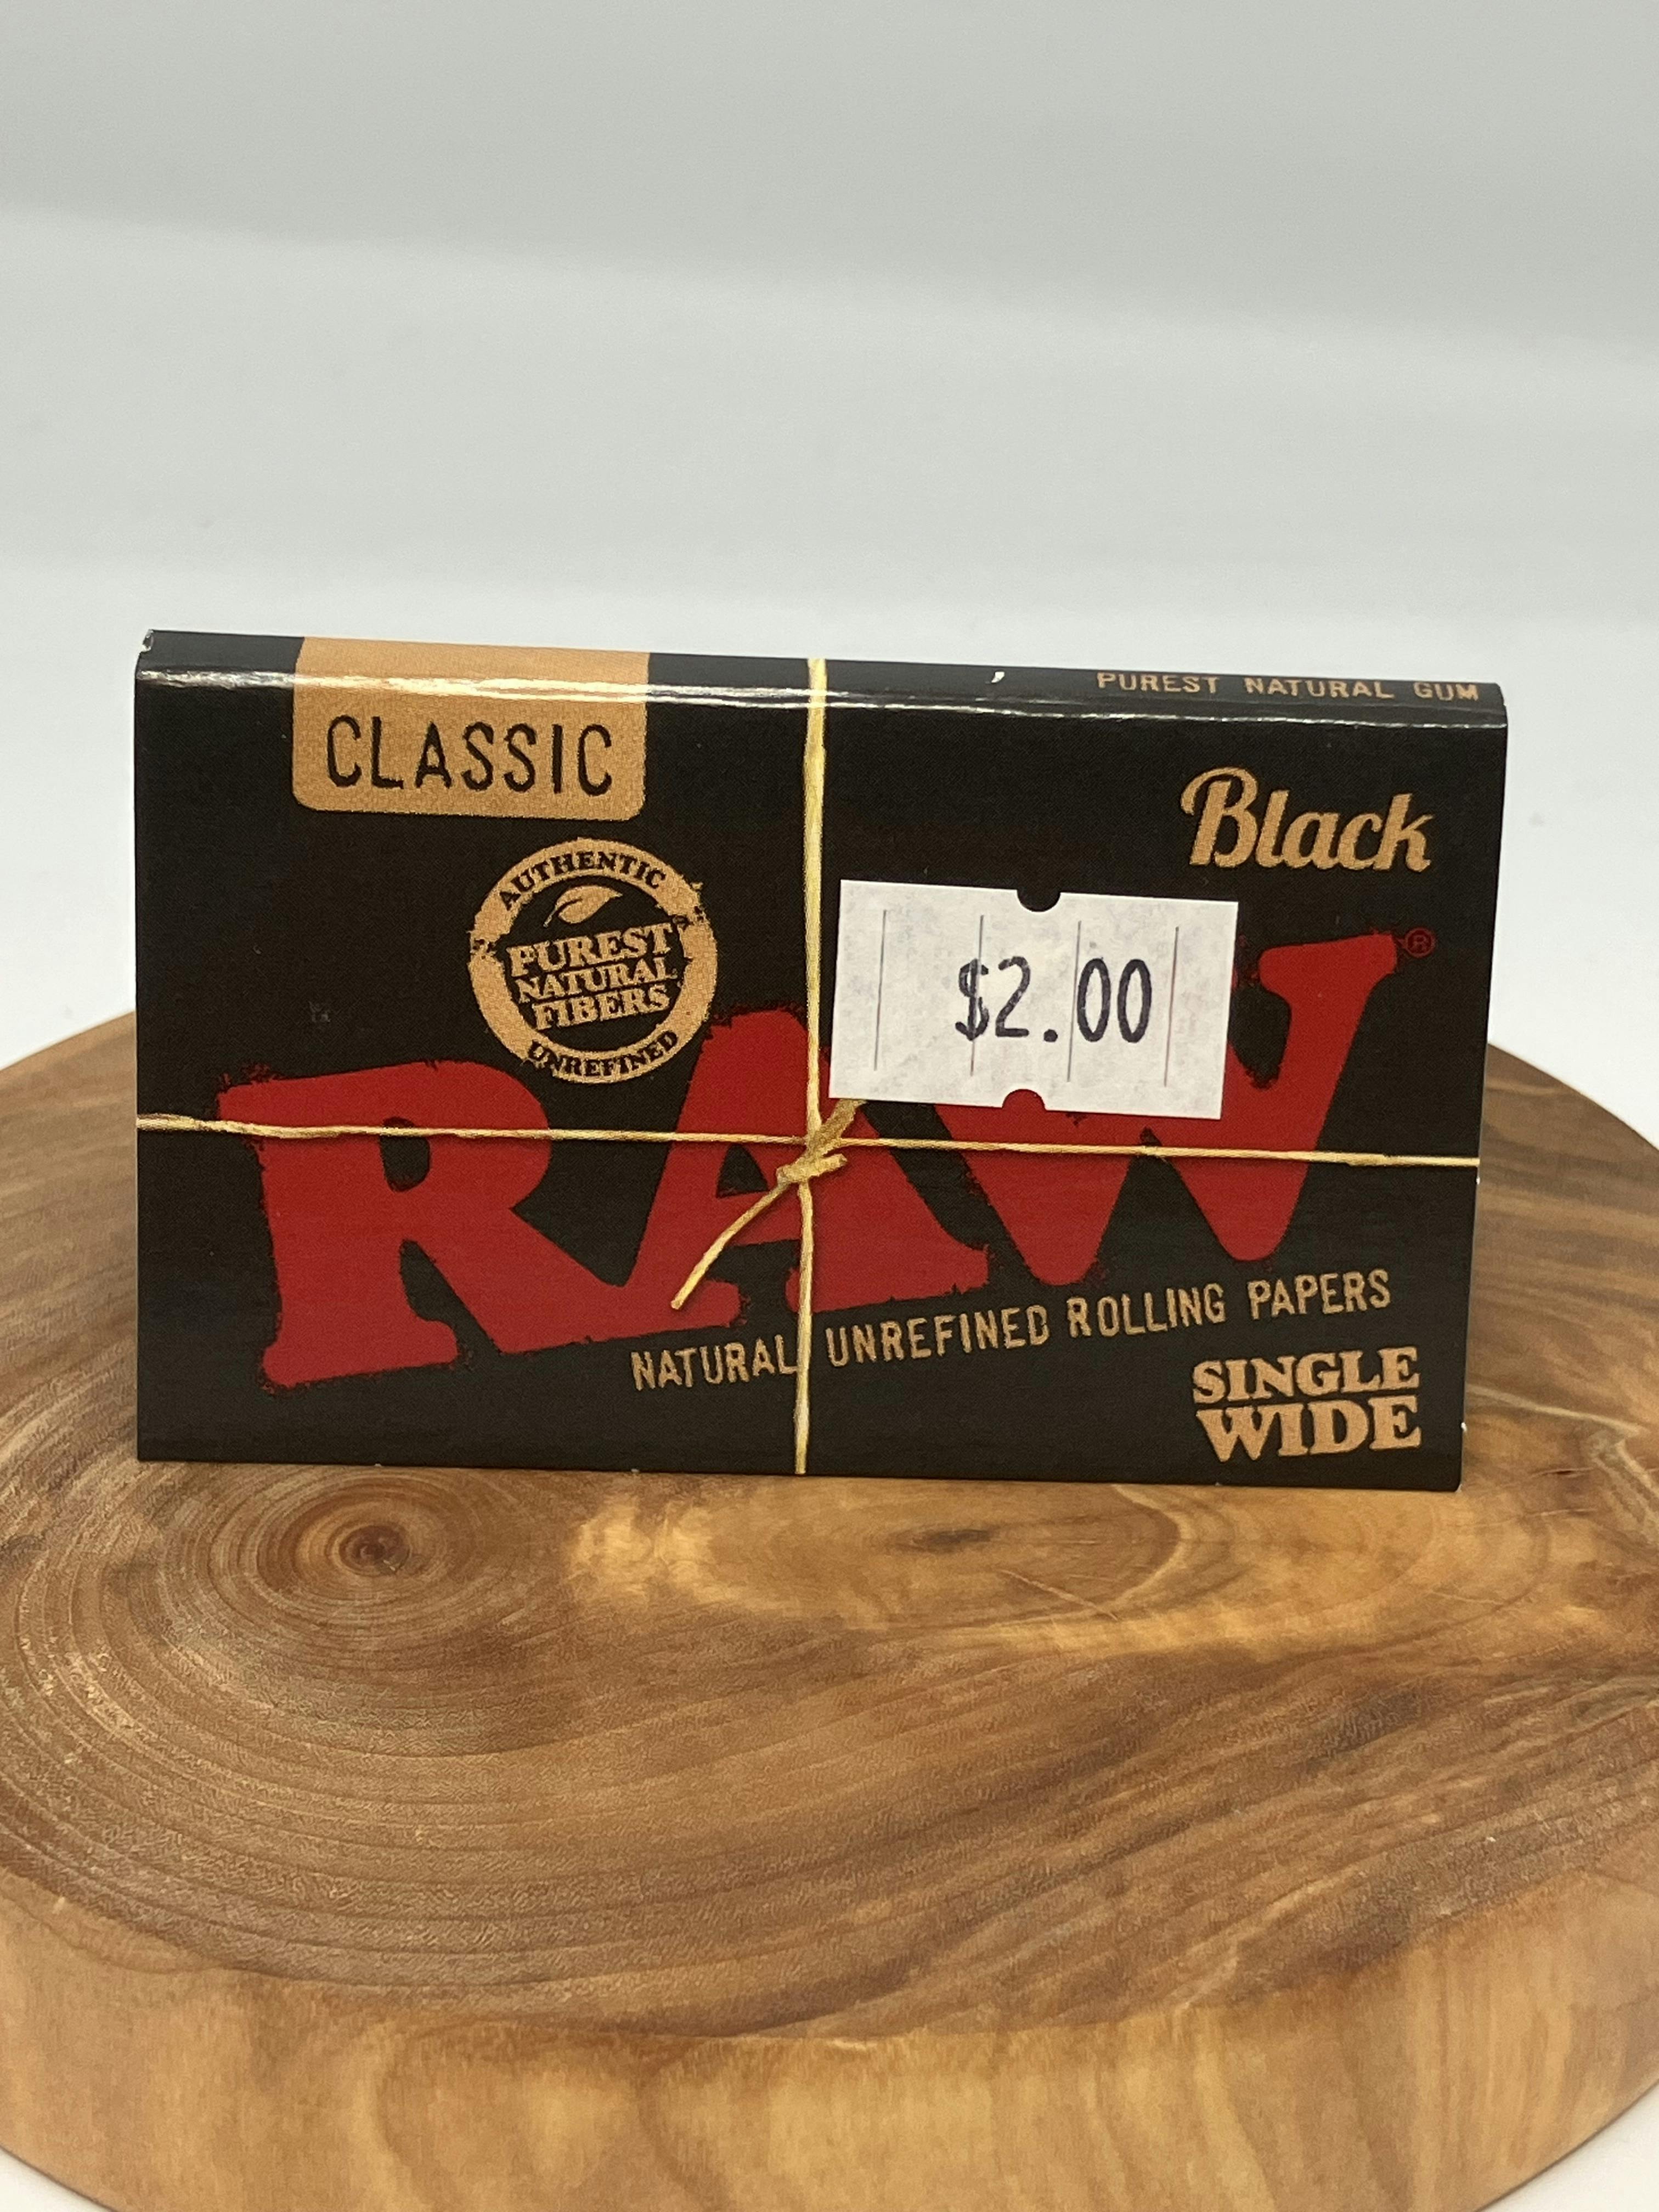 PUREST NATURAL GUM
CLASSIC
Black
AUTHENTIC
PUREST
NATURAL
FIBERS
UNREFINED
$2.00
RAW®
NATURAL UNREFINED ROLLING PAPERS
SINGLE
WIDE